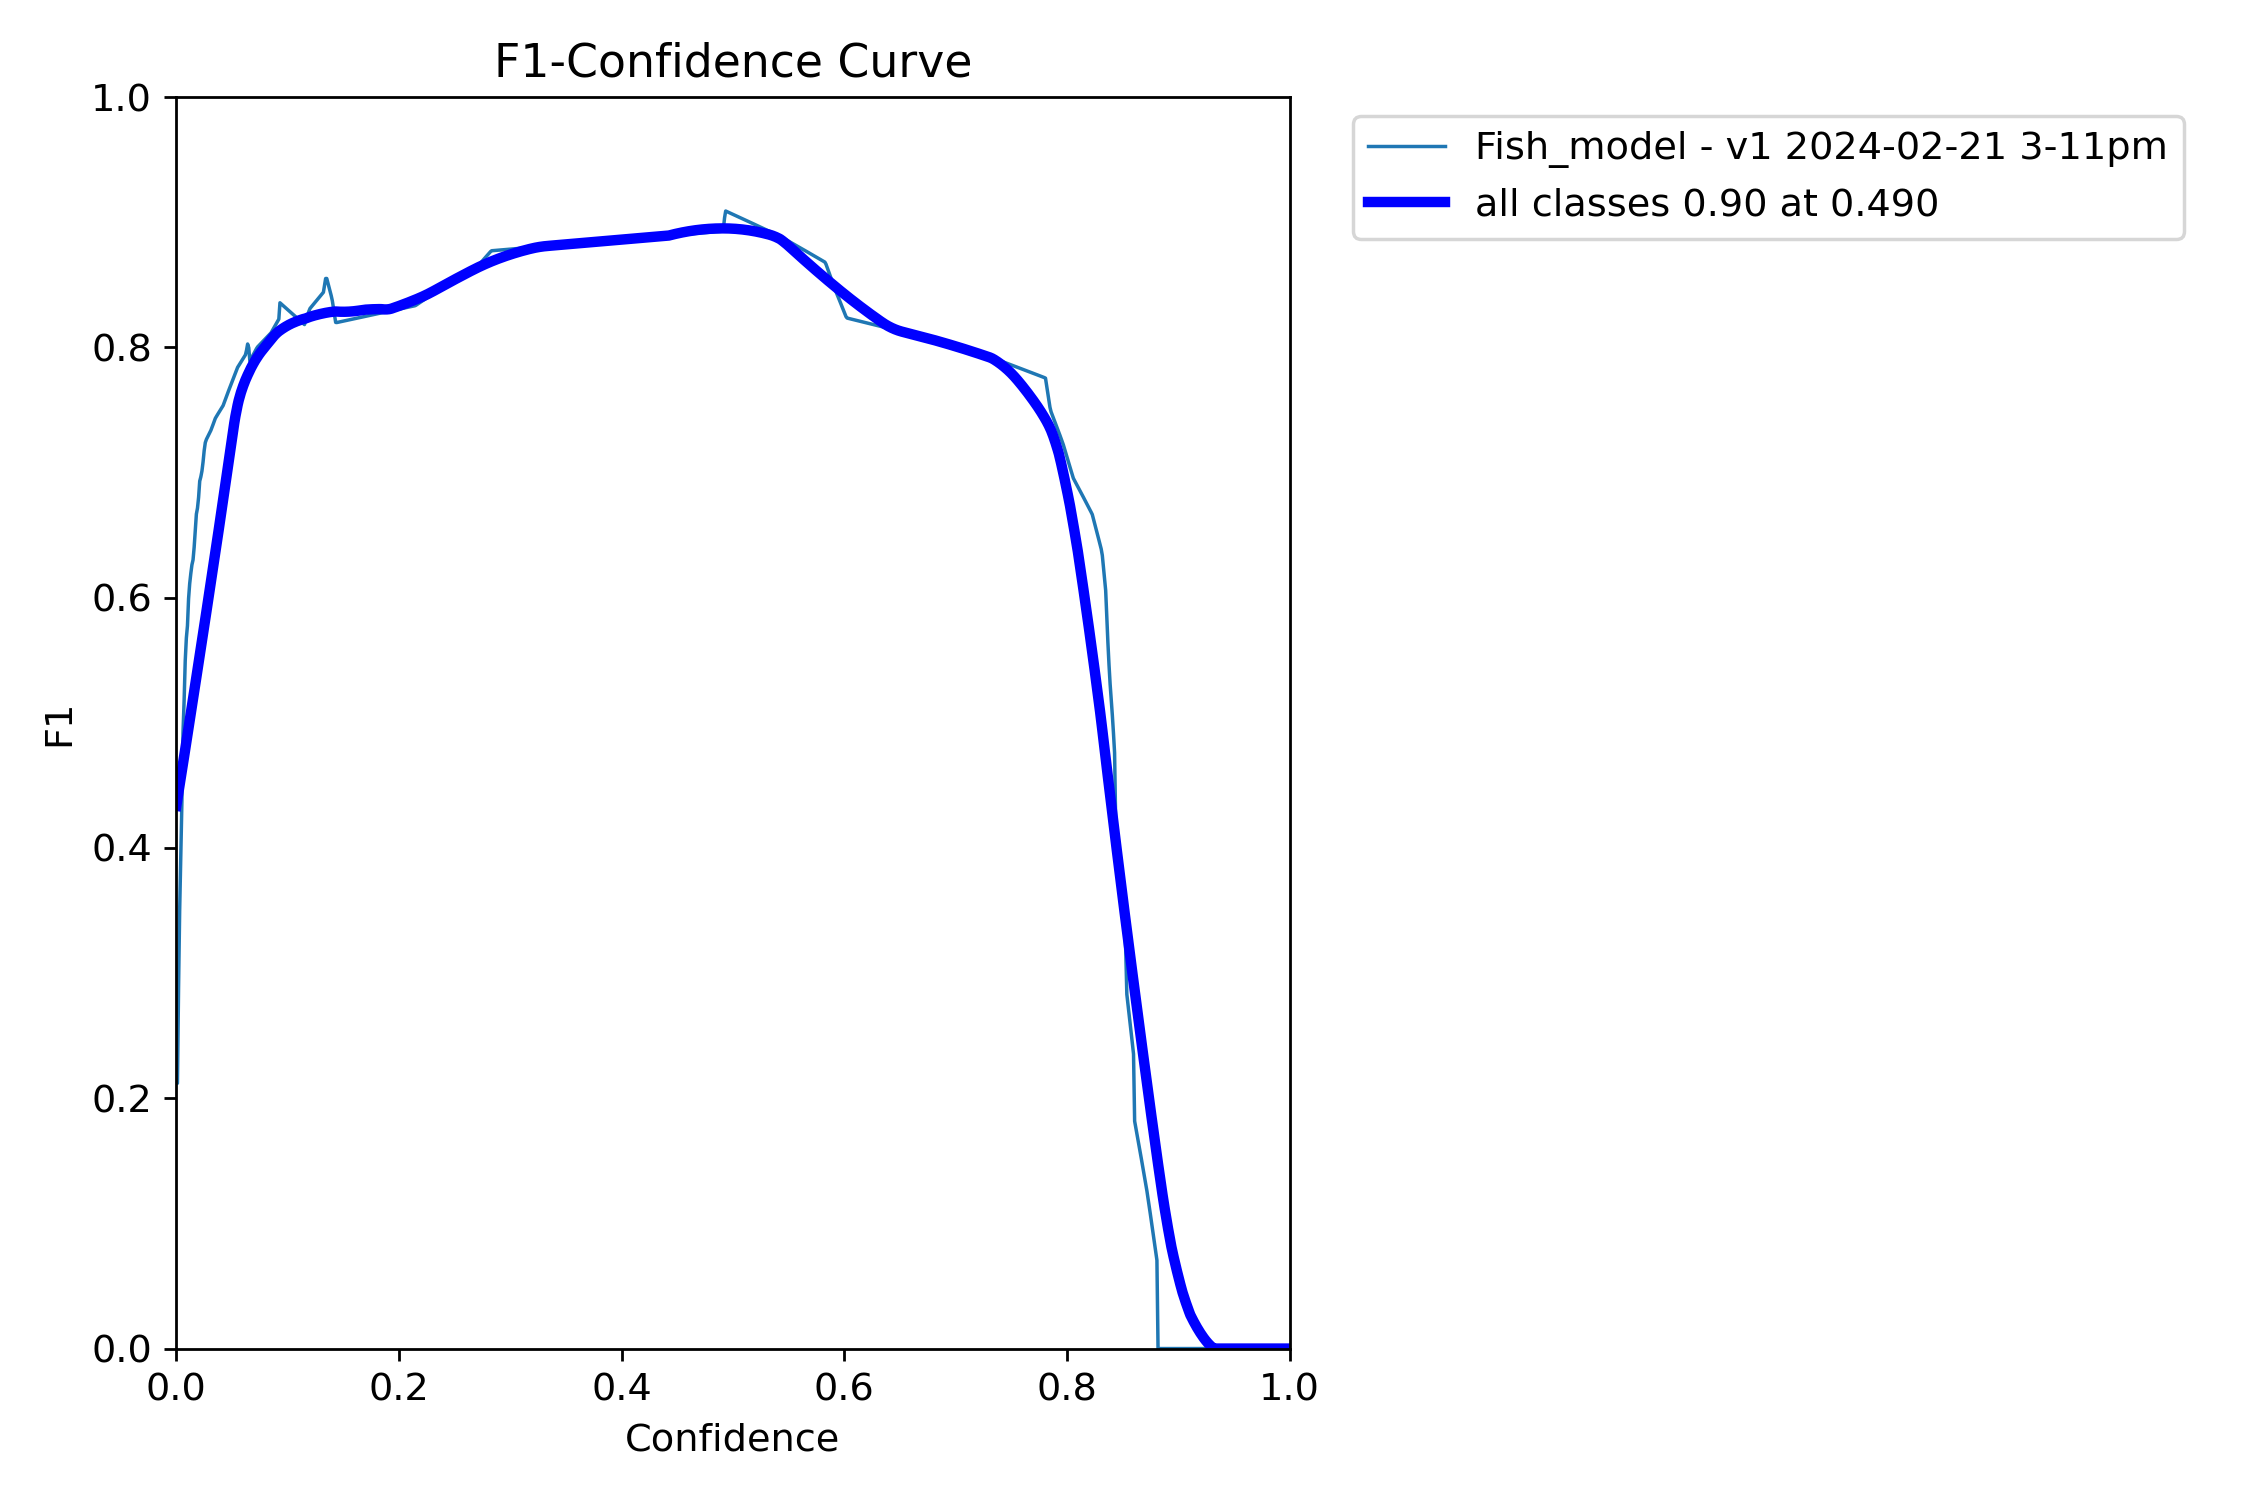 F1-Confidence Curve
1.0
0.8
0.6
0.4
0.2
0.0
F1
0.0 0.2 0.4 0.6 0.8 1.0
Confidence
Fish_model - v1 2024-02-21 3-11pm
all classes 0.90 at 0.490